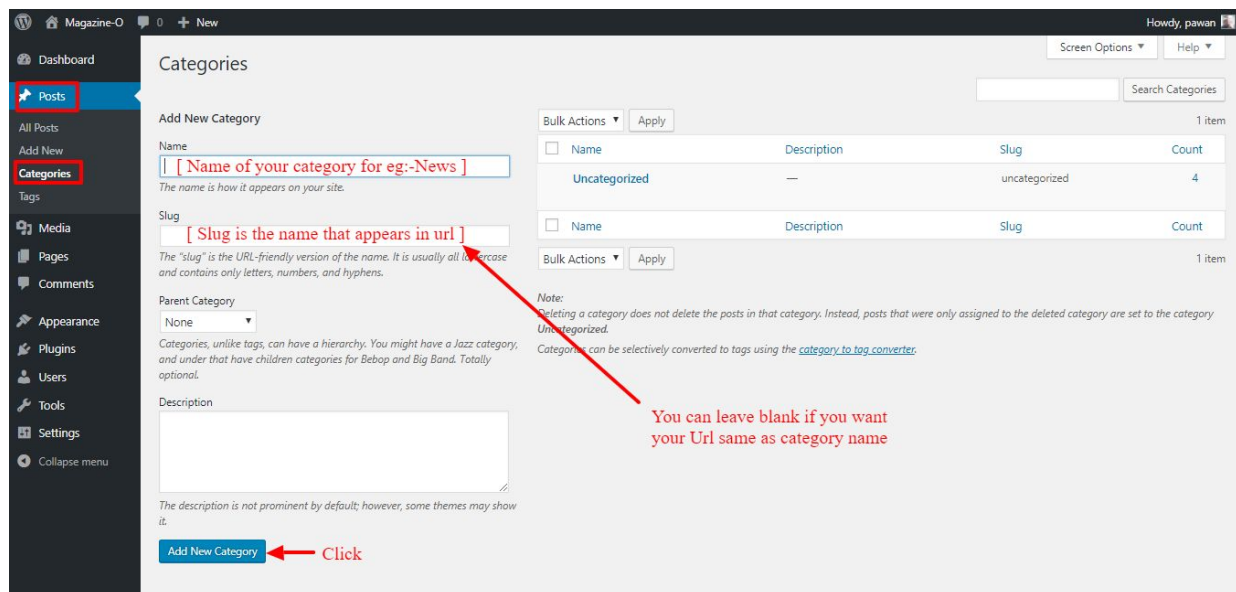 Magazine-O 0 + New Howdy, pawan
Screen Options ▼ Help ▼
Dashboard
Posts
All Posts
Add New
Categories
Tags
Media
Pages
Comments
Appearance
Plugins
Users
Tools
Settings
Collapse menu
Categories
Search Categories
Add New Category
Name
[ Name of your category for eg:-News ]
The name is how it appears on your site.
Slug
[ Slug is the name that appears in url ]
The "slug" is the URL-friendly version of the name. It is usually all lowercase
and contains only letters, numbers, and hyphens.
Parent Category
None ▼
Categories, unlike tags, can have a hierarchy. You might have a Jazz category,
and under that have children categories for Bebop and Big Band. Totally
optional.
Description
The description is not prominent by default; however, some themes may show
it.
Add New Category
Click
Bulk Actions ▼ Apply 1 item
Name Description Slug Count
Uncategorized — uncategorized 4
Name Description Slug Count
Bulk Actions ▼ Apply 1 item
Note:
Deleting a category does not delete the posts in that category. Instead, posts that were only assigned to the deleted category are set to the category
Uncategorized.
Categories can be selectively converted to tags using the category to tag converter.
You can leave blank if you want
your Url same as category name